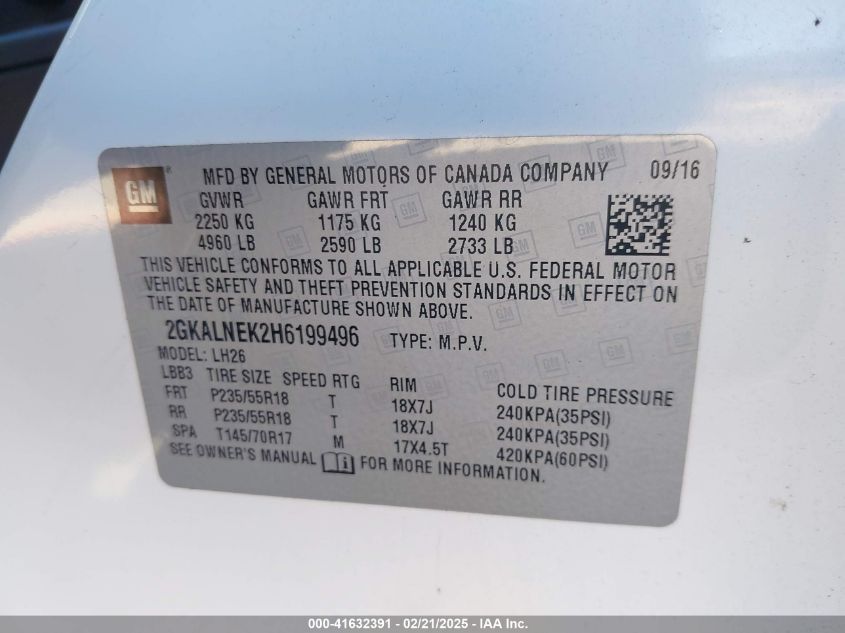 GM ® MFD BY GENERAL MOTORS OF CANADA COMPANY 09/16
GVWR GAWR FRT GAWR RR
2250 KG 1175 KG 1240 KG
4960 LB 2590 LB 2733 LB
THIS VEHICLE CONFORMS TO ALL APPLICABLE U.S. FEDERAL MOTOR
VEHICLE SAFETY AND THEFT PREVENTION STANDARDS IN EFFECT ON
THE DATE OF MANUFACTURE SHOWN ABOVE.
2GKALNEK2H6199496 TYPE: M.P.V.
MODEL: LH26
LBB3 TIRE SIZE SPEED RTG RIM COLD TIRE PRESSURE
FRT P235/55R18 T 18X7J 240KPA(35PSI)
RR P235/55R18 T 18X7J 240KPA(35PSI)
SPA T145/70R17 M 17X4.5T 420KPA(60PSI)
SEE OWNER'S MANUAL FOR MORE INFORMATION.
000-41632391 / 02/21/2025 - IAA Inc.